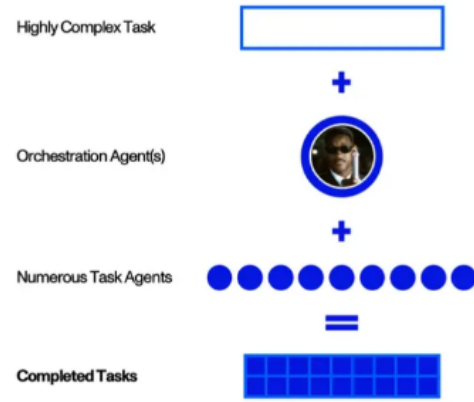 Highly Complex Task
+
Orchestration Agent(s)
+
Numerous Task Agents
=
Completed Tasks